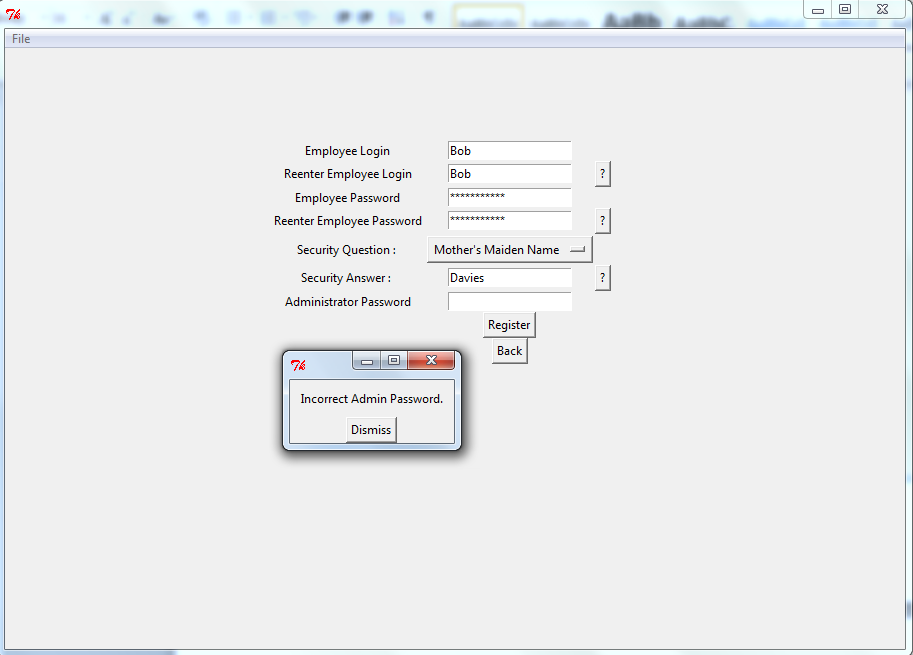 File
Employee Login Bob
Reenter Employee Login Bob ?
Employee Password ***********
Reenter Employee Password *********** ?
Security Question : Mother's Maiden Name
Security Answer : Davies ?
Administrator Password
Register
Back
Incorrect Admin Password.
Dismiss